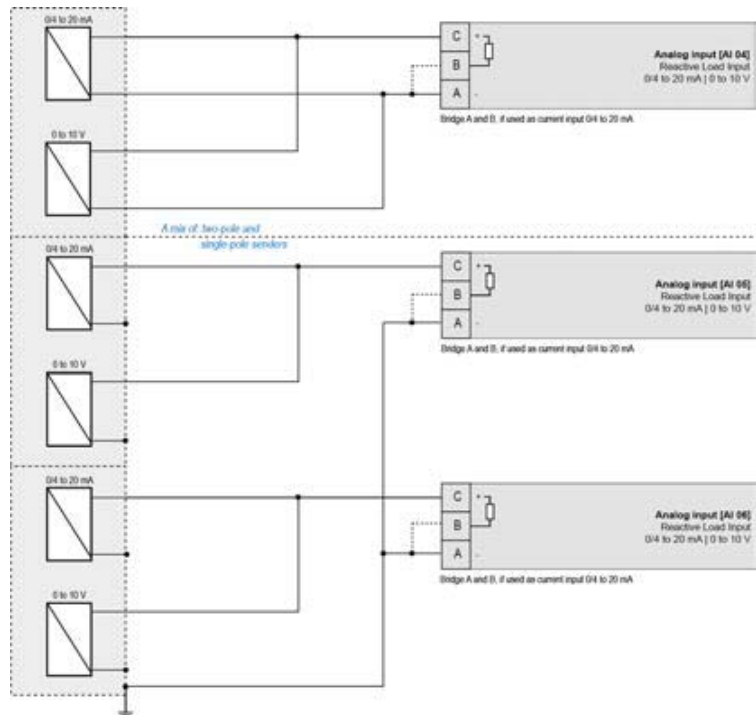 0/4 to 20 mA
C
+
B
A
-
Analog input [AI 04]
Reactive Load Input
0/4 to 20 mA | 0 to 10 V
Bridge A and B, if used as current input 0/4 to 20 mA
0 to 10 V
A mix of: two-pole and
single-pole senders
0/4 to 20 mA
C
+
B
A
-
Analog input [AI 05]
Reactive Load Input
0/4 to 20 mA | 0 to 10 V
Bridge A and B, if used as current input 0/4 to 20 mA
0 to 10 V
0/4 to 20 mA
C
+
B
A
-
Analog input [AI 06]
Reactive Load Input
0/4 to 20 mA | 0 to 10 V
Bridge A and B, if used as current input 0/4 to 20 mA
0 to 10 V